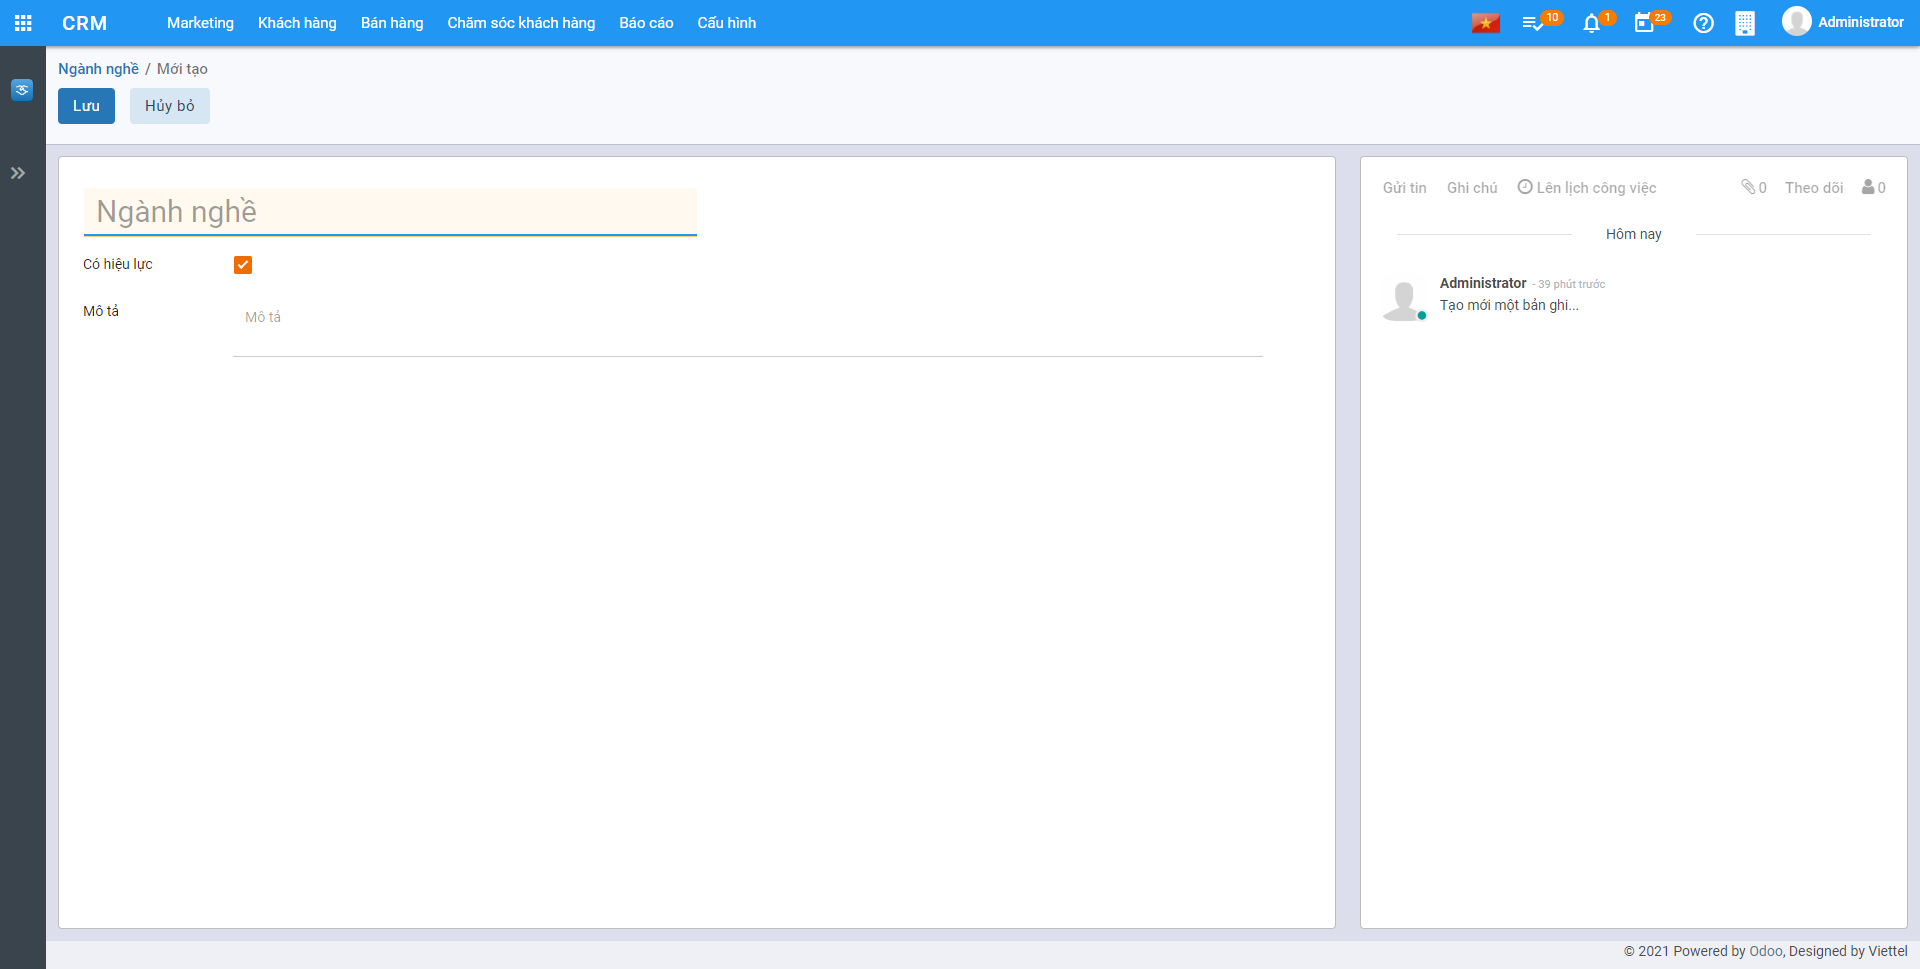 CRM Marketing Khách hàng Bán hàng Chăm sóc khách hàng Báo cáo Cấu hình 10 1 23 Administrator
Ngành nghề / Mới tạo
Lưu Hủy bỏ
Ngành nghề
Có hiệu lực
Mô tả
Mô tả
Gửi tin Ghi chú Lên lịch công việc 0 Theo dõi 0
Hôm nay
Administrator - 39 phút trước
Tạo mới một bản ghi...
© 2021 Powered by Odoo, Designed by Viettel